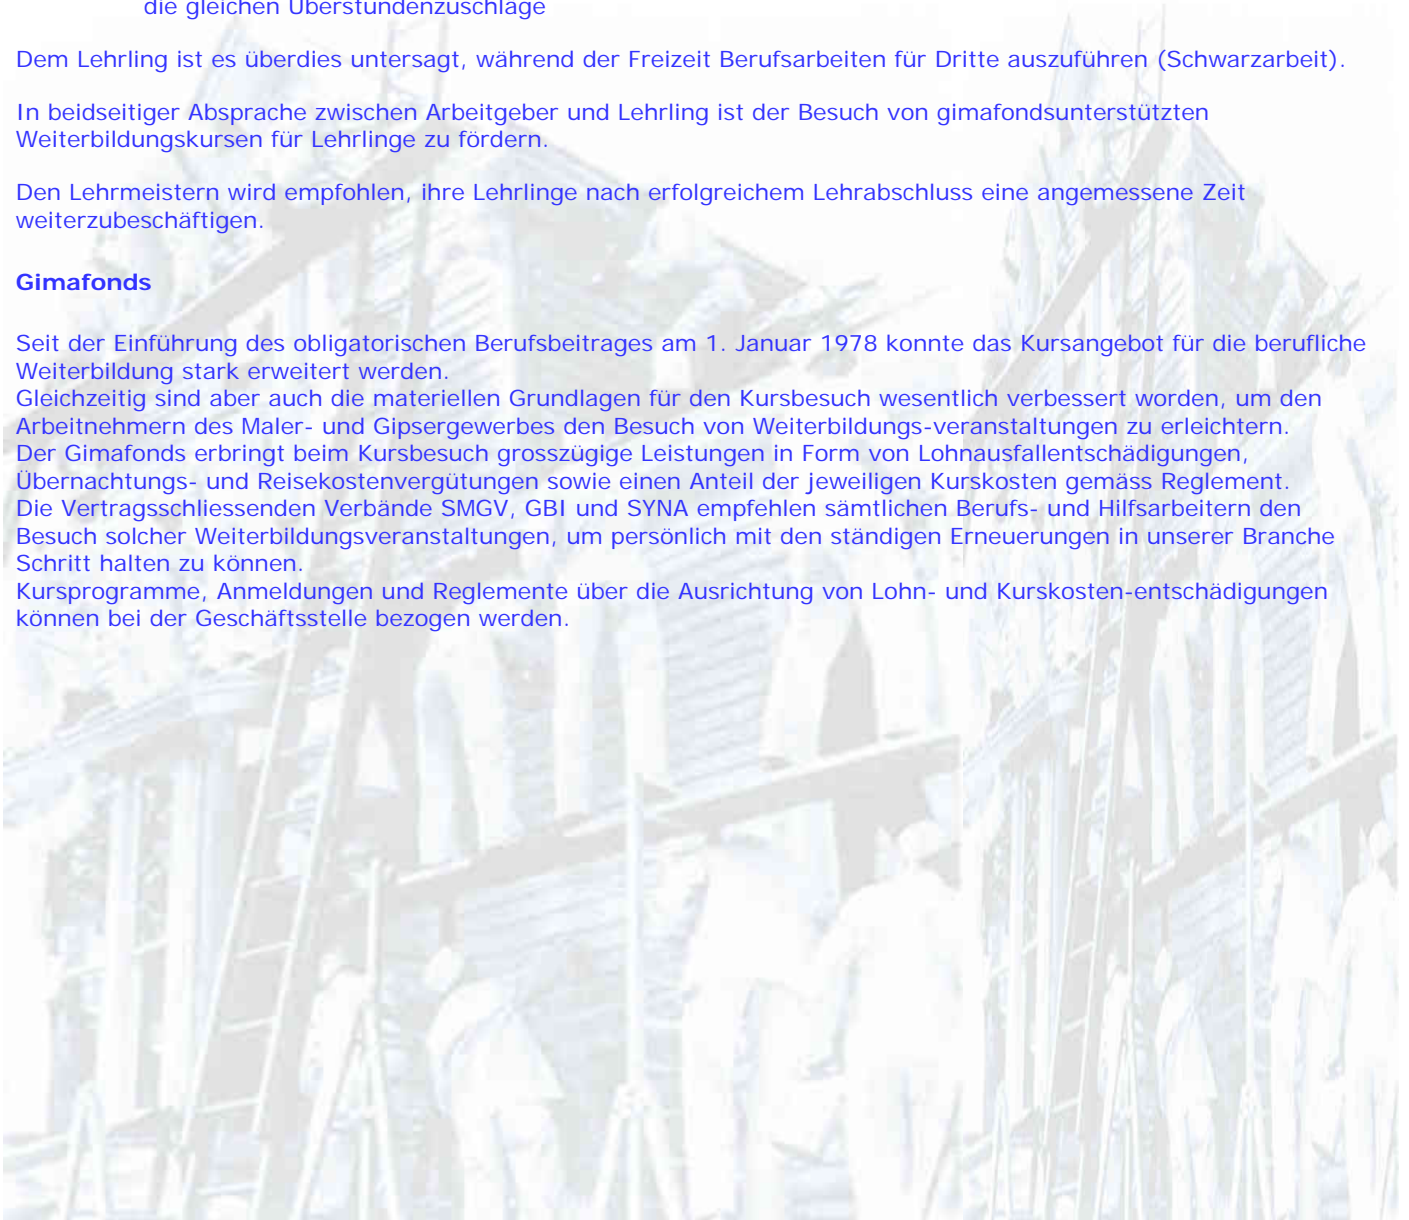 die gleichen Überstundenzuschläge
Dem Lehrling ist es überdies untersagt, während der Freizeit Berufsarbeiten für Dritte auszuführen (Schwarzarbeit).
In beidseitiger Absprache zwischen Arbeitgeber und Lehrling ist der Besuch von gimafondsunterstützten
Weiterbildungskursen für Lehrlinge zu fördern.
Den Lehrmeistern wird empfohlen, ihre Lehrlinge nach erfolgreichem Lehrabschluss eine angemessene Zeit
weiterzubeschäftigen.
Gimafonds
Seit der Einführung des obligatorischen Berufsbeitrages am 1. Januar 1978 konnte das Kursangebot für die berufliche
Weiterbildung stark erweitert werden.
Gleichzeitig sind aber auch die materiellen Grundlagen für den Kursbesuch wesentlich verbessert worden, um den
Arbeitnehmern des Maler- und Gipsergewerbes den Besuch von Weiterbildungs-veranstaltungen zu erleichtern.
Der Gimafonds erbringt beim Kursbesuch grosszügige Leistungen in Form von Lohnausfallentschädigungen,
Übernachtungs- und Reisekostenvergütungen sowie einen Anteil der jeweiligen Kurskosten gemäss Reglement.
Die Vertragsschliessenden Verbände SMGV, GBI und SYNA empfehlen sämtlichen Berufs- und Hilfsarbeitern den
Besuch solcher Weiterbildungsveranstaltungen, um persönlich mit den ständigen Erneuerungen in unserer Branche
Schritt halten zu können.
Kursprogramme, Anmeldungen und Reglemente über die Ausrichtung von Lohn- und Kurskosten-entschädigungen
können bei der Geschäftsstelle bezogen werden.